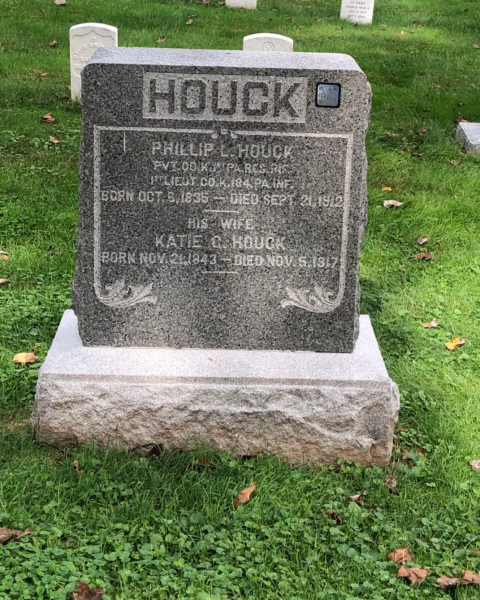 HOUCK
PHILLIP L. HOUCK
PVT. CO. K. 1ST PA. RES. INF.
1ST LIEUT. CO. K. 184. PA. INF.
BORN OCT. 8, 1835 — DIED SEPT. 21, 1912
HIS WIFE
KATIE C. HOUCK
BORN NOV. 21, 1843 — DIED NOV. 5, 1917